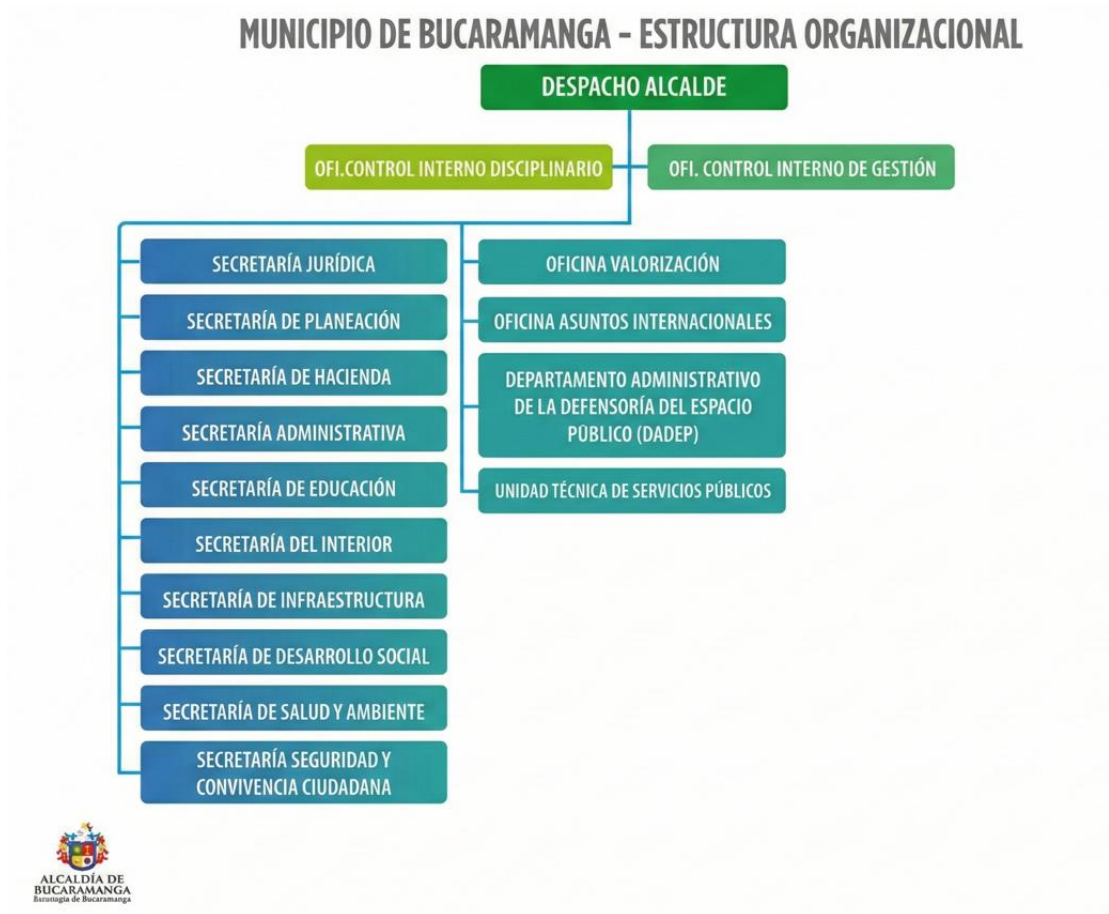 MUNICIPIO DE BUCARAMANGA – ESTRUCTURA ORGANIZACIONAL
DESPACHO ALCALDE
OFI.CONTROL INTERNO DISCIPLINARIO
OFI. CONTROL INTERNO DE GESTIÓN
SECRETARÍA JURÍDICA
SECRETARÍA DE PLANEACIÓN
SECRETARÍA DE HACIENDA
SECRETARÍA ADMINISTRATIVA
SECRETARÍA DE EDUCACIÓN
SECRETARÍA DEL INTERIOR
SECRETARÍA DE INFRAESTRUCTURA
SECRETARÍA DE DESARROLLO SOCIAL
SECRETARÍA DE SALUD Y AMBIENTE
SECRETARÍA SEGURIDAD Y
CONVIVENCIA CIUDADANA
OFICINA VALORIZACIÓN
OFICINA ASUNTOS INTERNACIONALES
DEPARTAMENTO ADMINISTRATIVO
DE LA DEFENSORÍA DEL ESPACIO
PÚBLICO (DADEP)
UNIDAD TÉCNICA DE SERVICIOS PÚBLICOS
ALCALDÍA DE
BUCARAMANGA
de Bucaramanga